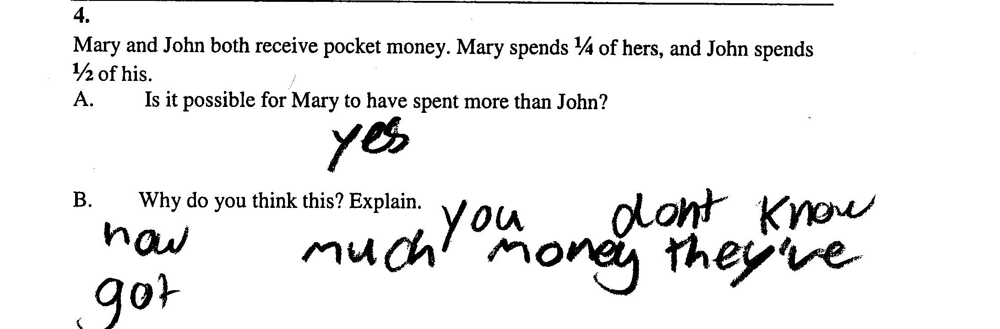 4.
Mary and John both receive pocket money. Mary spends ¼ of hers, and John spends
½ of his.
A. Is it possible for Mary to have spent more than John?
yes
B. Why do you think this? Explain. you dont know
how much money they've
got